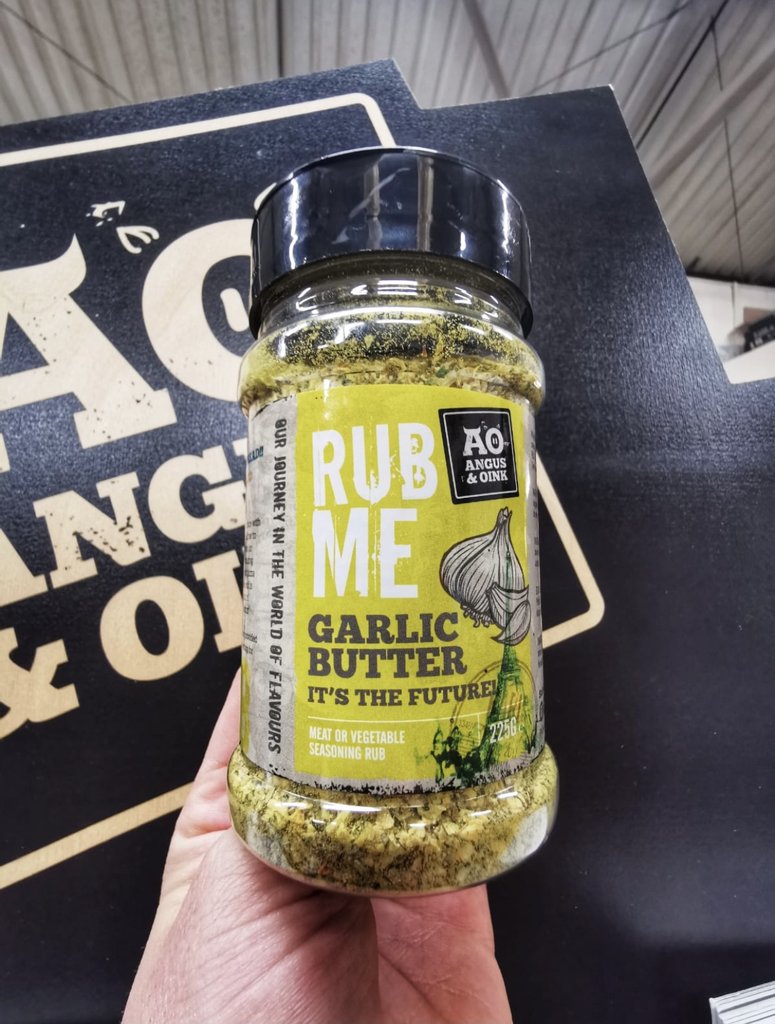 AO
ANG
& OI
OUR JOURNEY IN THE WORLD OF FLAVOURS
RUB
ME
AO
ANGUS
& OINK
GARLIC
BUTTER
IT'S THE FUTURE!
MEAT OR VEGETABLE
SEASONING RUB
225G